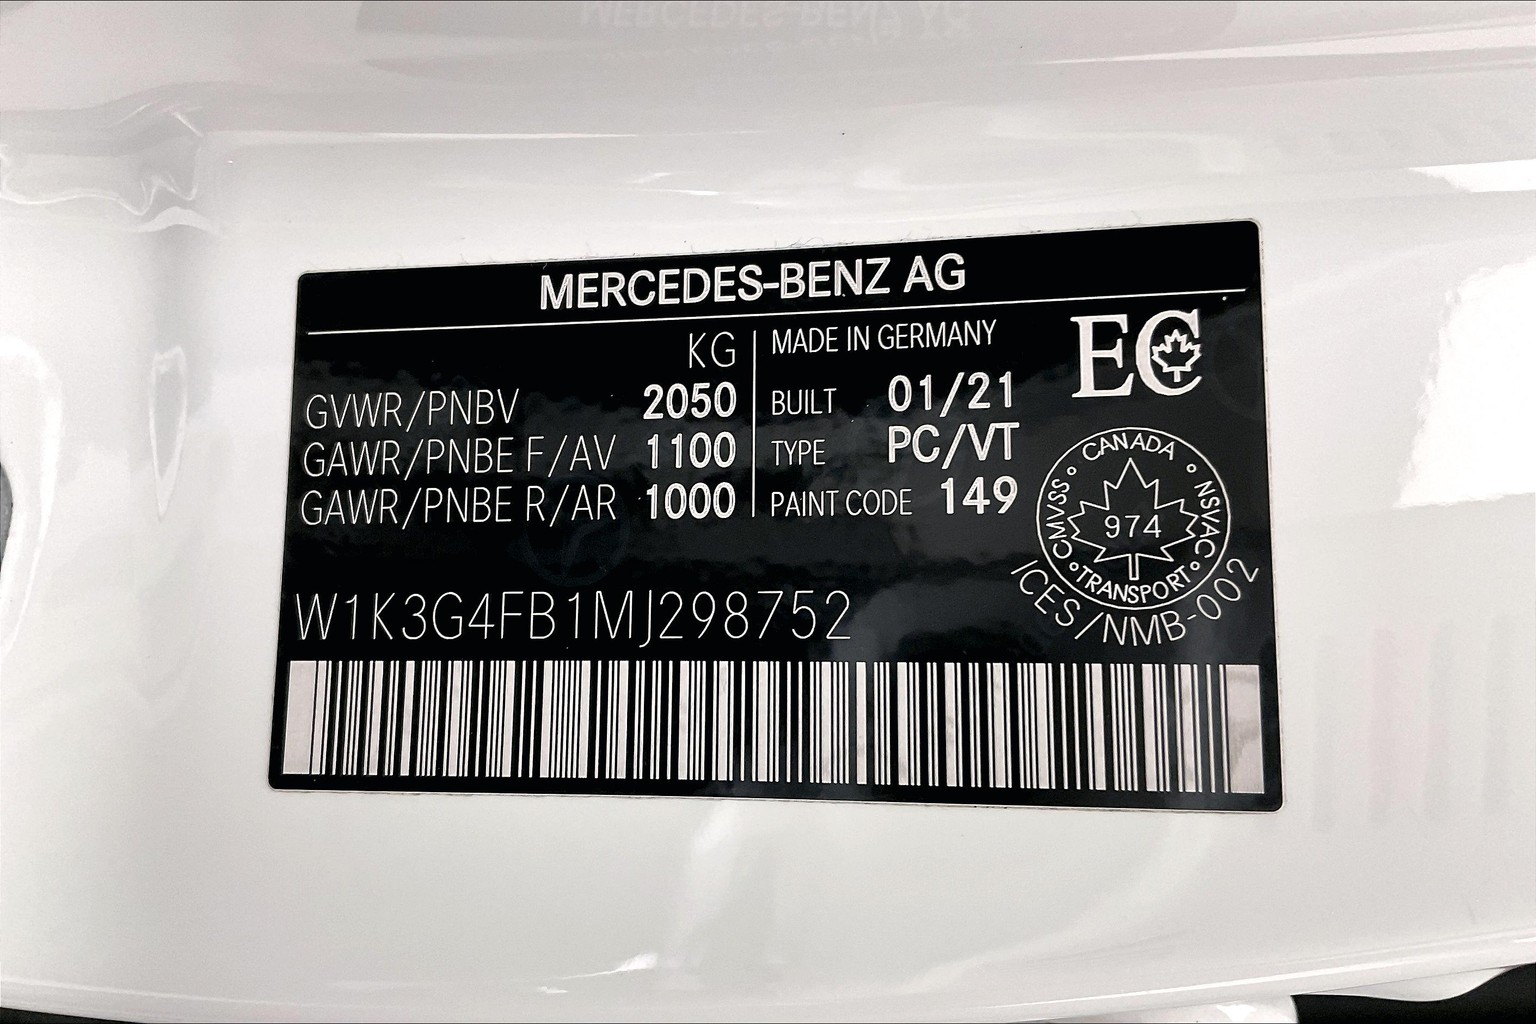 MERCEDES-BENZ AG
KG
GVWR/PNBV 2050
GAWR/PNBE F/AV 1100
GAWR/PNBE R/AR 1000
MADE IN GERMANY
BUILT 01/21
TYPE PC/VT
PAINT CODE 149
EC
CANADA
CMVSS
NSVAC
974
TRANSPORT
ICES/NMB-002
W1K3G4FB1MJ298752